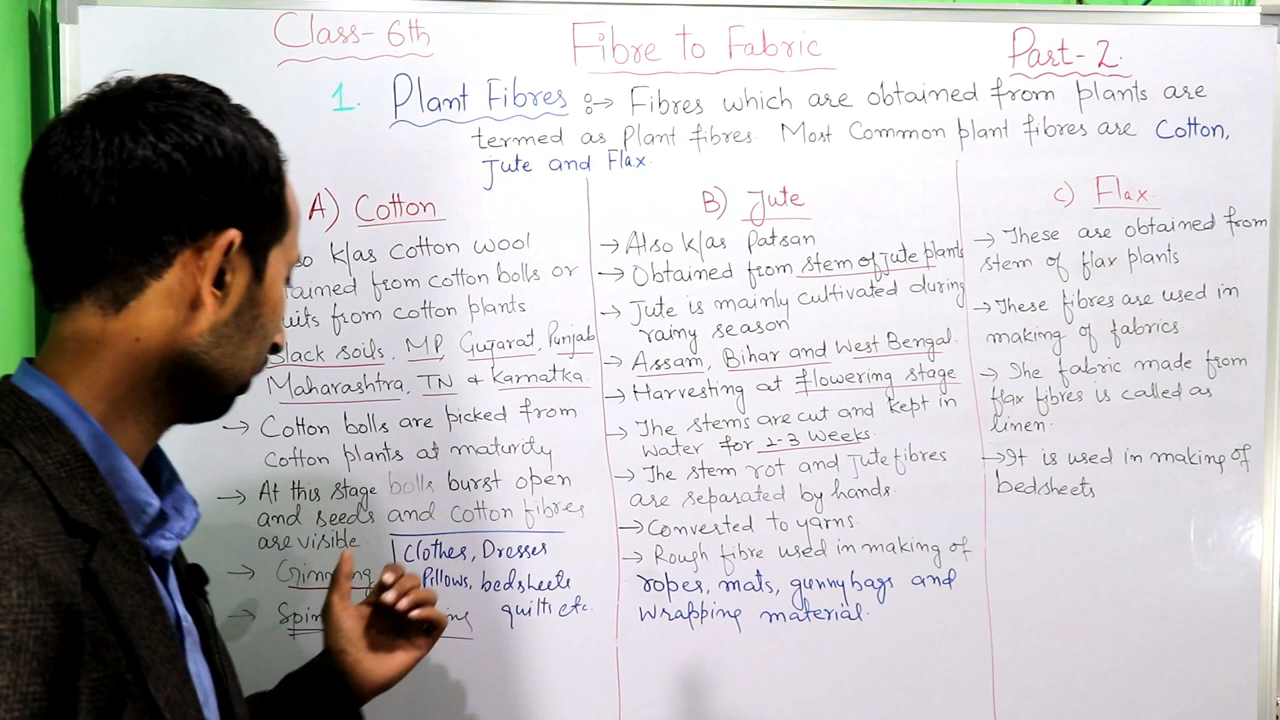 Class-6th
Fibre to Fabric
Part-2.
1. Plant Fibres :→ Fibres which are obtained from plants are
termed as Plant fibres. Most Common plant fibres are Cotton,
Jute and Flax.
A) Cotton
k/as cotton wool
from cotton bolls or
from cotton plants
Black soils, MP, Gujarat, Punjab
Maharashtra, TN & Karnatka.
→ Cotton bolls are picked from
Cotton plants at maturity
→ At this stage bolls burst open
and seeds and cotton fibres
are visible
Clothes, Dresses
→
Pillows, bedsheets
→
quilts etc.
B) Jute
→ Also k/as Patsan
→ Obtained from stem of Jute plants
→ Jute is mainly cultivated during
rainy season
→ Assam, Bihar and West Bengal.
→ Harvesting at flowering stage
→ The stems are cut and kept in
water for 2-3 weeks.
→ The stem rot and Jute fibres
are separated by hands.
→ Converted to yarns.
→ Rough fibre used in making of
ropes, mats, gunnybags and
wrapping material.
c) Flax.
→ These are obtained from
stem of flax plants
→ These fibres are used in
making of fabrics.
→ The fabric made from
flax fibres is called as
linen.
→ It is used in making of
bedsheets